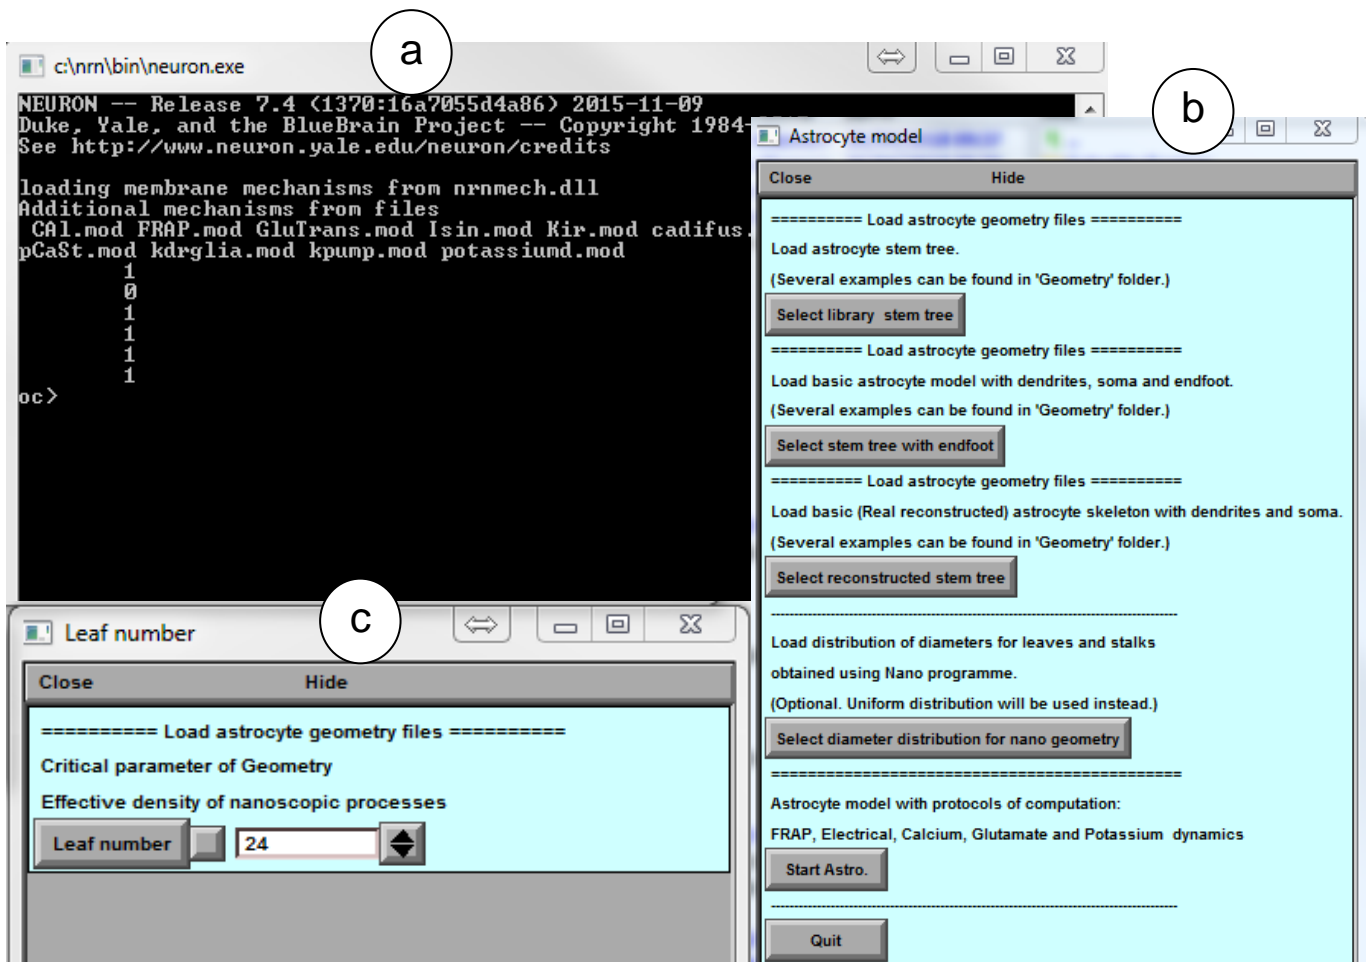 a
c:\nrn\bin\neuron.exe
NEURON -- Release 7.4 (1370:16a7055d4a86) 2015-11-09
Duke, Yale, and the BlueBrain Project -- Copyright 1984-
See http://www.neuron.yale.edu/neuron/credits
loading membrane mechanisms from nrnmech.dll
Additional mechanisms from files
CAl.mod FRAP.mod GluTrans.mod Isin.mod Kir.mod cadifus.
pCaSt.mod kdrglia.mod kpump.mod potassiumd.mod
1
0
1
1
1
1
oc>
b
Astrocyte model
Close Hide
========== Load astrocyte geometry files ==========
Load astrocyte stem tree.
(Several examples can be found in 'Geometry' folder.)
Select library stem tree
========== Load astrocyte geometry files ==========
Load basic astrocyte model with dendrites, soma and endfoot.
(Several examples can be found in 'Geometry' folder.)
Select stem tree with endfoot
========== Load astrocyte geometry files ==========
Load basic (Real reconstructed) astrocyte skeleton with dendrites and soma.
(Several examples can be found in 'Geometry' folder.)
Select reconstructed stem tree
Load distribution of diameters for leaves and stalks
obtained using Nano programme.
(Optional. Uniform distribution will be used instead.)
Select diameter distribution for nano geometry
Astrocyte model with protocols of computation:
FRAP, Electrical, Calcium, Glutamate and Potassium dynamics
Start Astro.
Quit
c
Leaf number
Close Hide
========== Load astrocyte geometry files ==========
Critical parameter of Geometry
Effective density of nanoscopic processes
Leaf number 24